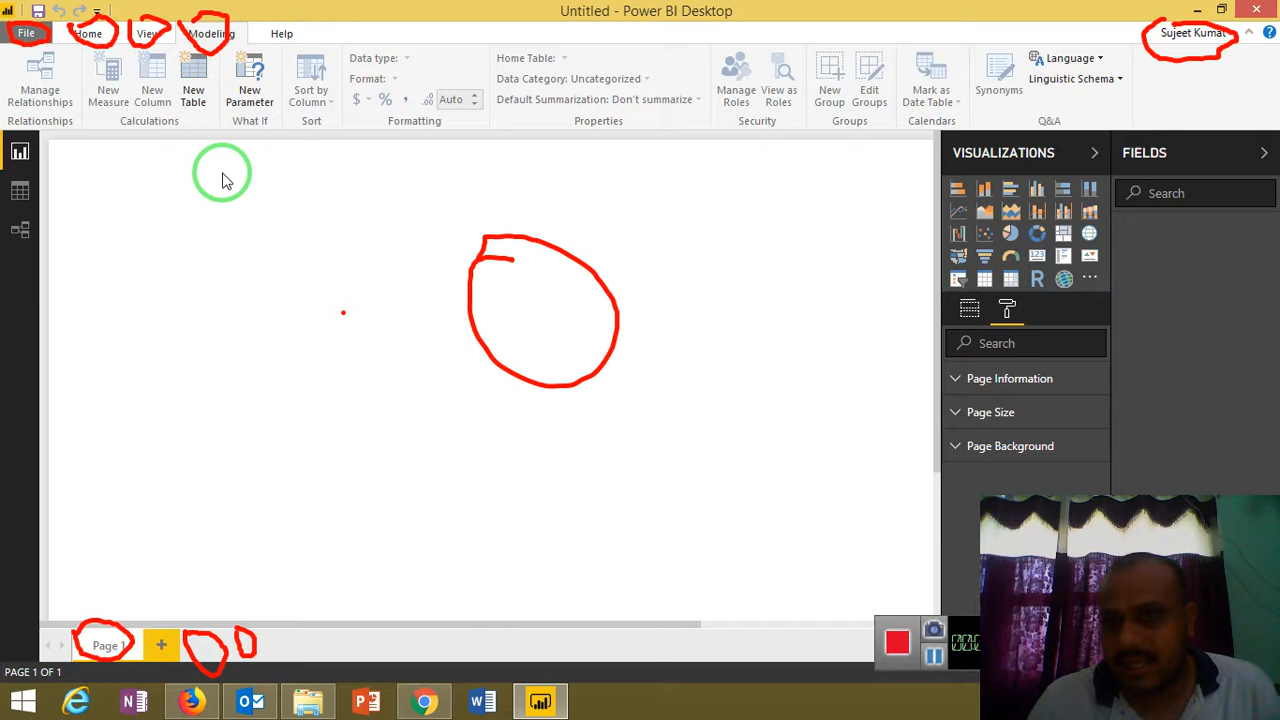 Untitled - Power BI Desktop
File Home View Modeling Help Sujeet Kumar
Manage Relationships
New Measure
New Column
New Table
New Parameter
Sort by Column
Data type:
Format:
$ % , .00 Auto
Home Table:
Data Category: Uncategorized
Default Summarization: Don't summarize
Manage Roles
View as Roles
New Group
Edit Groups
Mark as Date Table
Synonyms
Language
Linguistic Schema
Relationships Calculations What If Sort Formatting Properties Security Groups Calendars Q&A
VISUALIZATIONS
FIELDS
Search
123
R
Search
Page Information
Page Size
Page Background
Page 1
PAGE 1 OF 1